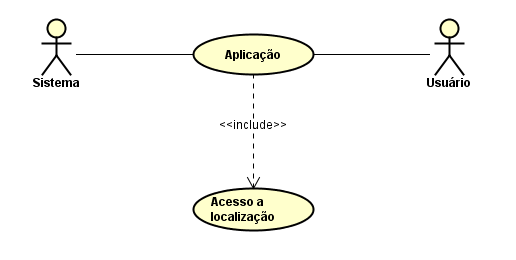 Aplicação
Sistema
Usuário
<<include>>
Acesso a
localização